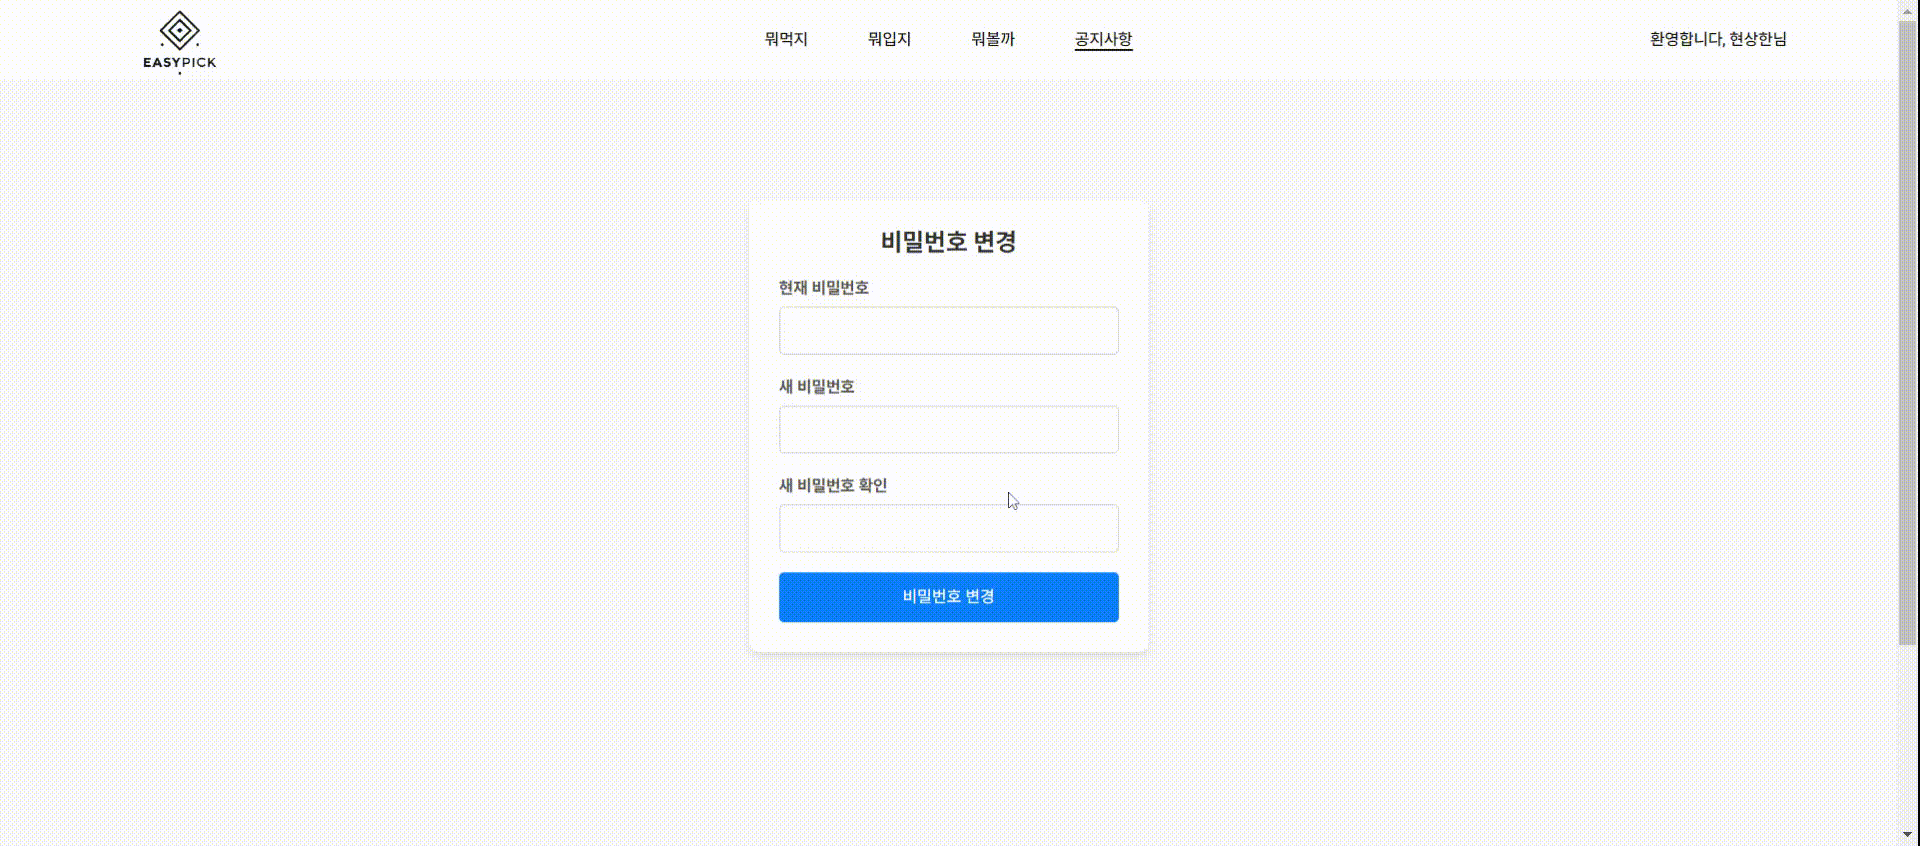 EASYPICK
뭐먹지
뭐입지
뭐볼까
공지사항
환영합니다, 현상한님
비밀번호 변경
현재 비밀번호
새 비밀번호
새 비밀번호 확인
비밀번호 변경